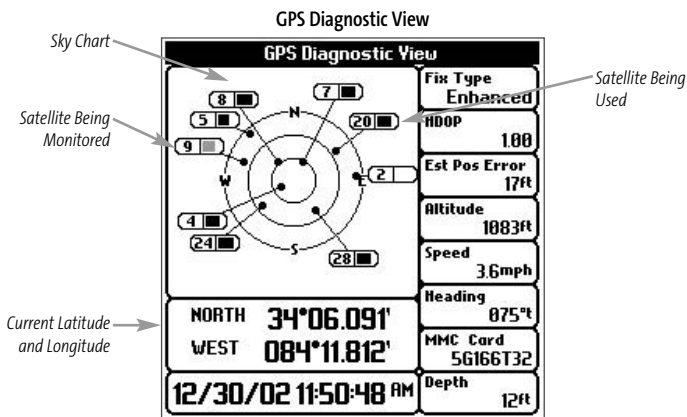 GPS Diagnostic View
Sky Chart
Satellite Being
Monitored
Current Latitude
and Longitude
Satellite Being
Used
GPS Diagnostic View
8
7
5
20
9
2
4
24
28
N
W
E
S
Fix Type
Enhanced
HDOP
1.00
Est Pos Error
17ft
Altitude
1083ft
Speed
3.6mph
Heading
075°t
MMC Card
5G166T32
Depth
12ft
NORTH 34°06.091'
WEST 084°11.812'
12/30/02 11:50:48 AM